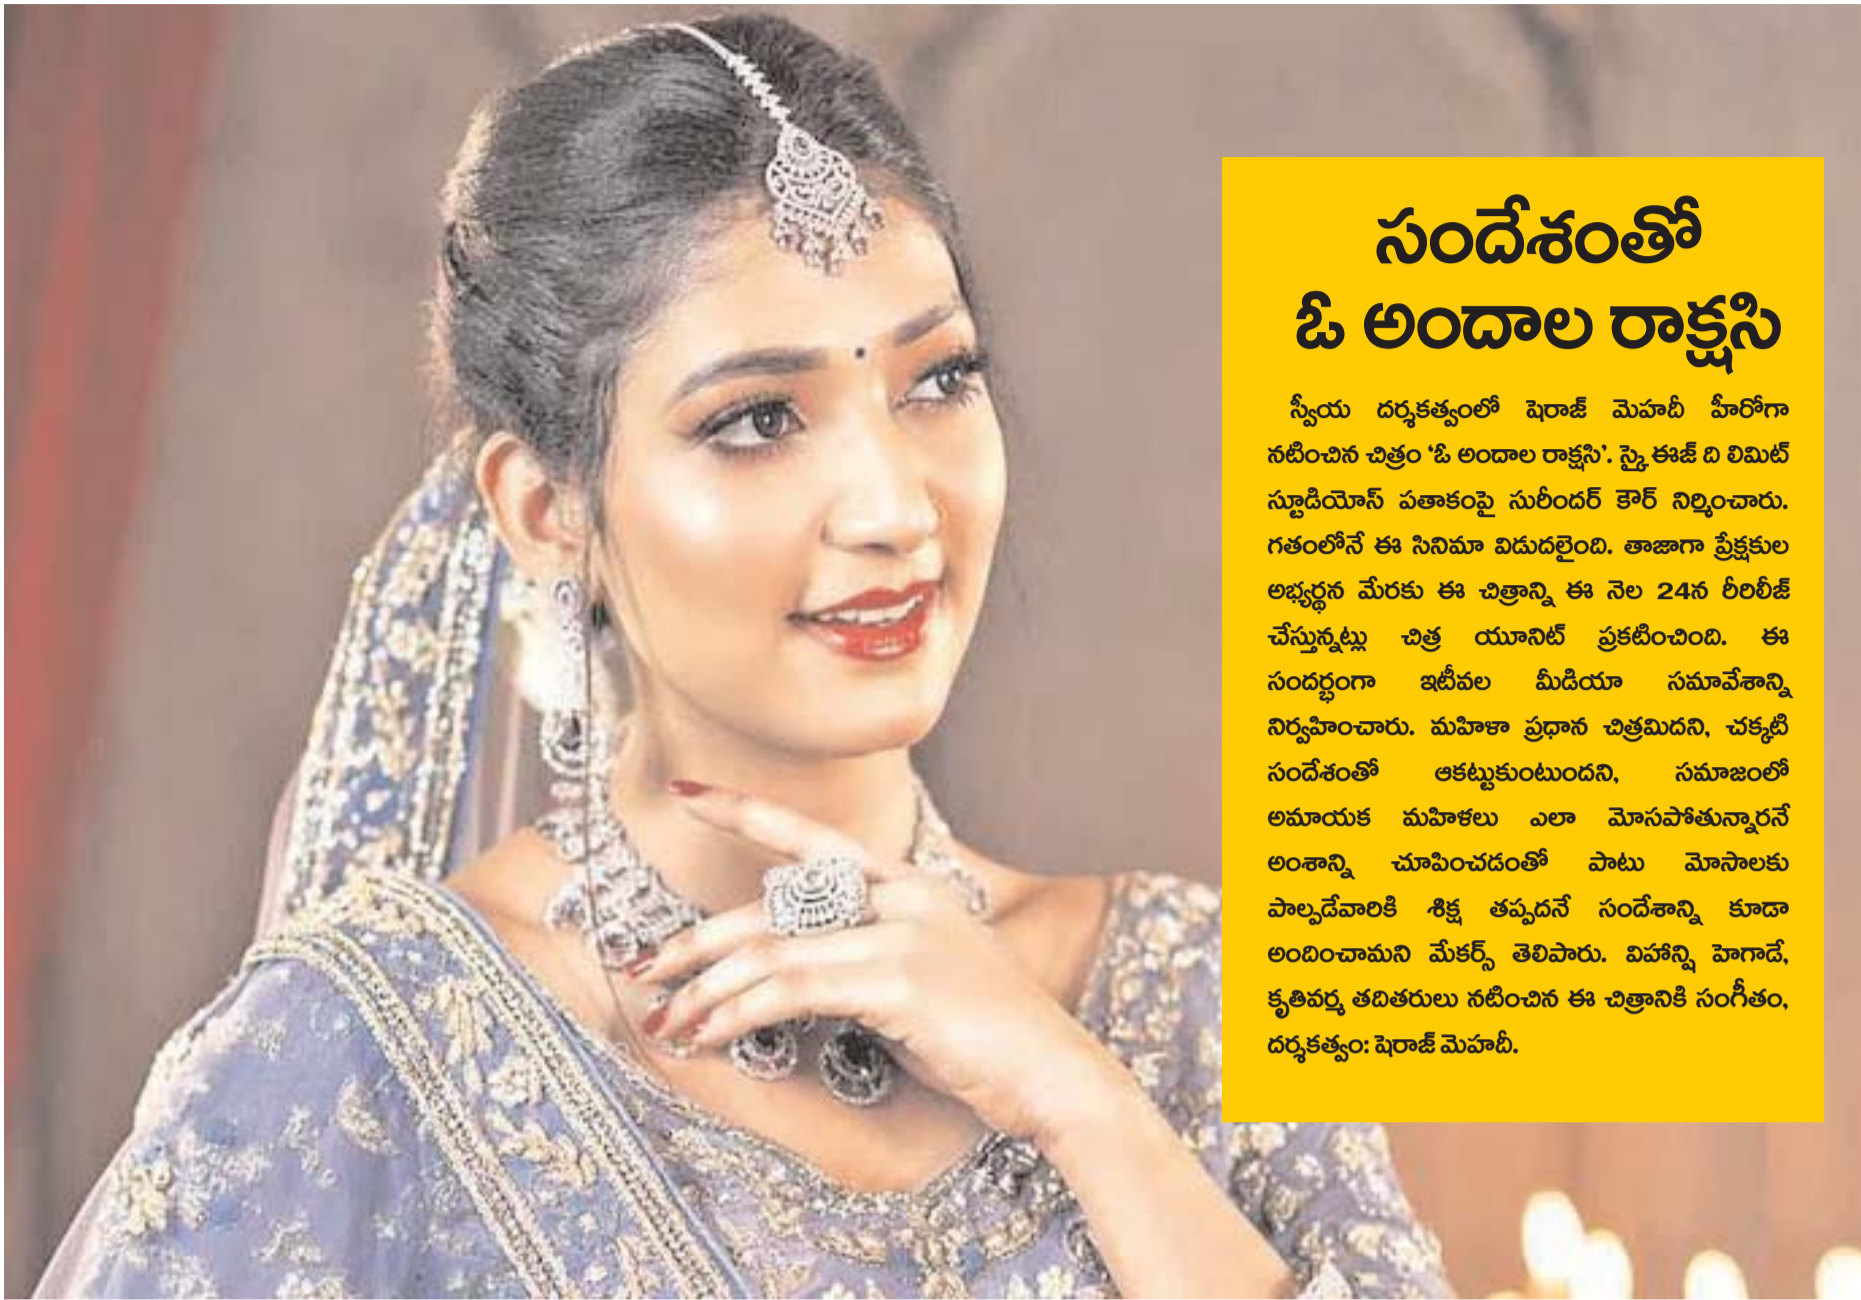 సందేశంతో
ఓ అందాల రాక్షసి
స్వీయ దర్శకత్వంలో షెరాజ్ మెహదీ హీరోగా
నటించిన చిత్రం ‘ఓ అందాల రాక్షసి’. స్కై ఈజ్ ది లిమిట్
స్టూడియోస్ పతాకంపై సురీందర్ కౌర్ నిర్మించారు.
గతంలోనే ఈ సినిమా విడుదలైంది. తాజాగా ప్రేక్షకుల
అభ్యర్థన మేరకు ఈ చిత్రాన్ని ఈ నెల 24న రీరిలీజ్
చేస్తున్నట్లు చిత్ర యూనిట్ ప్రకటించింది. ఈ
సందర్భంగా ఇటీవల మీడియా సమావేశాన్ని
నిర్వహించారు. మహిళా ప్రధాన చిత్రమిదని, చక్కటి
సందేశంతో ఆకట్టుకుంటుందని, సమాజంలో
అమాయక మహిళలు ఎలా మోసపోతున్నారనే
అంశాన్ని చూపించడంతో పాటు మోసాలకు
పాల్పడేవారికి శిక్ష తప్పదనే సందేశాన్ని కూడా
అందించామని మేకర్స్ తెలిపారు. విహాన్షి హెగాడే,
కృతివర్మ తదితరులు నటించిన ఈ చిత్రానికి సంగీతం,
దర్శకత్వం: షెరాజ్ మెహదీ.